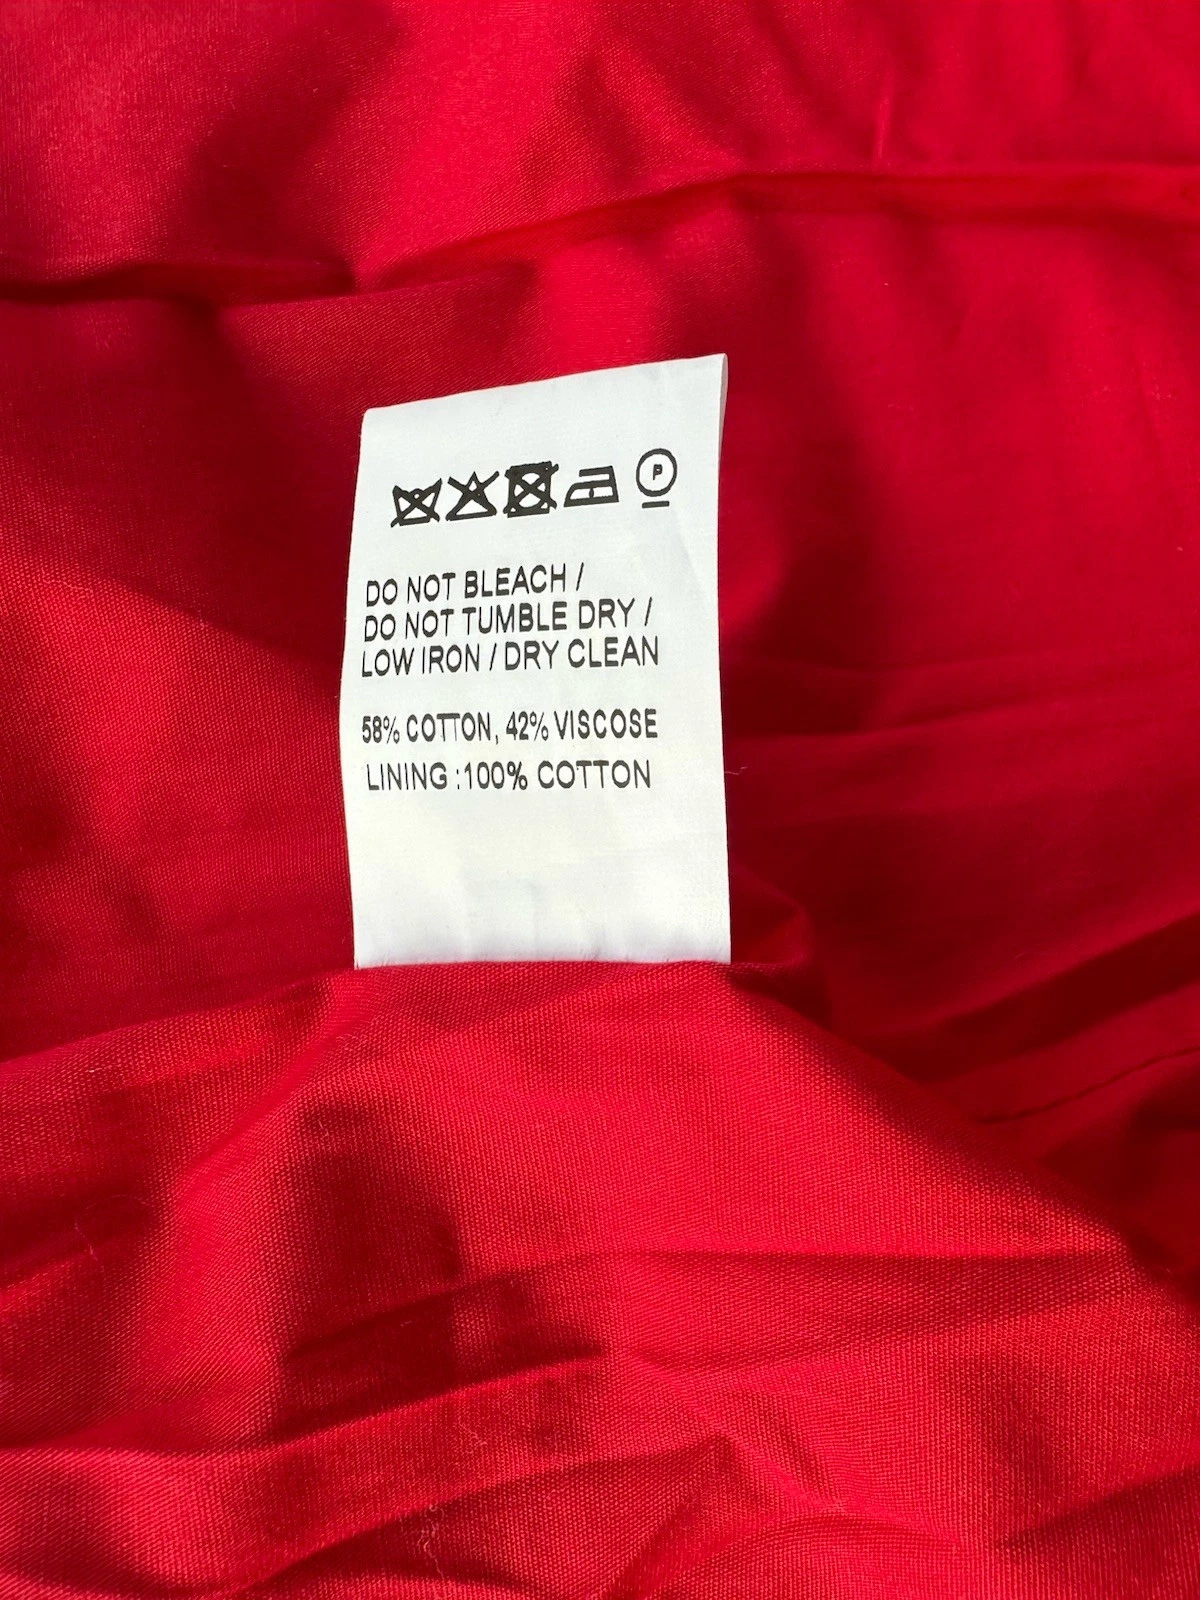 P
DO NOT BLEACH /
DO NOT TUMBLE DRY /
LOW IRON / DRY CLEAN
58% COTTON, 42% VISCOSE
LINING :100% COTTON